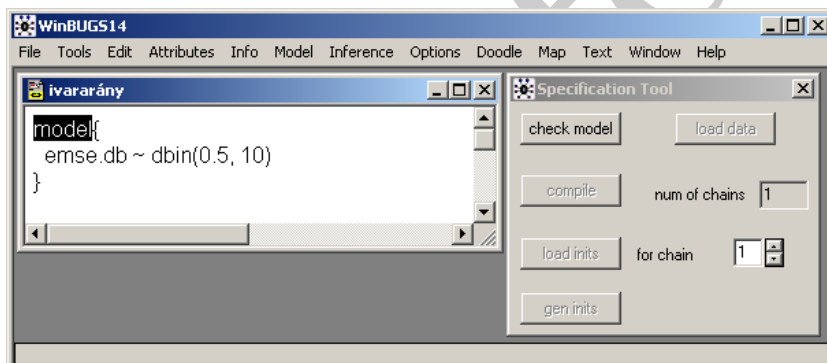 WinBUGS14
File Tools Edit Attributes Info Model Inference Options Doodle Map Text Window Help
ivararány
model{
emse.db ~ dbin(0.5, 10)
}
Specification Tool
check model load data
compile num of chains 1
load inits for chain 1
gen inits